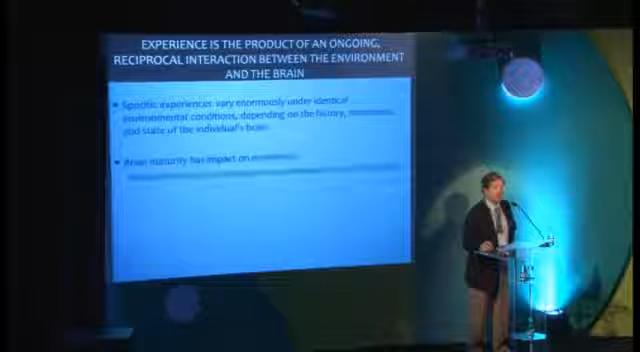 EXPERIENCE IS THE PRODUCT OF AN ONGOING,
RECIPROCAL INTERACTION BETWEEN THE ENVIRONMENT
AND THE BRAIN
Specific experiences vary enormously under identical
environmental conditions, depending on the history,
and state of the individual's brain
Brain maturity has impact on